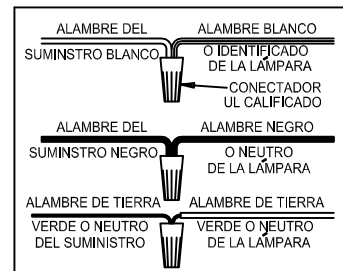 ALAMBRE DEL ALAMBRE BLANCO
SUMINSTRO BLANCO O IDENTIFICADO
DE LA LÁMPARA
CONECTADOR
UL CALIFICADO
ALAMBRE DEL ALAMBRE NEGRO
SUMINSTRO NEGRO O NEUTRO
DE LA LÁMPARA
ALAMBRE DE TIERRA ALAMBRE DE TIERRA
VERDE O NEUTRO VERDE O NEUTRO
DEL SUMINISTRO DE LA LÁMPARA